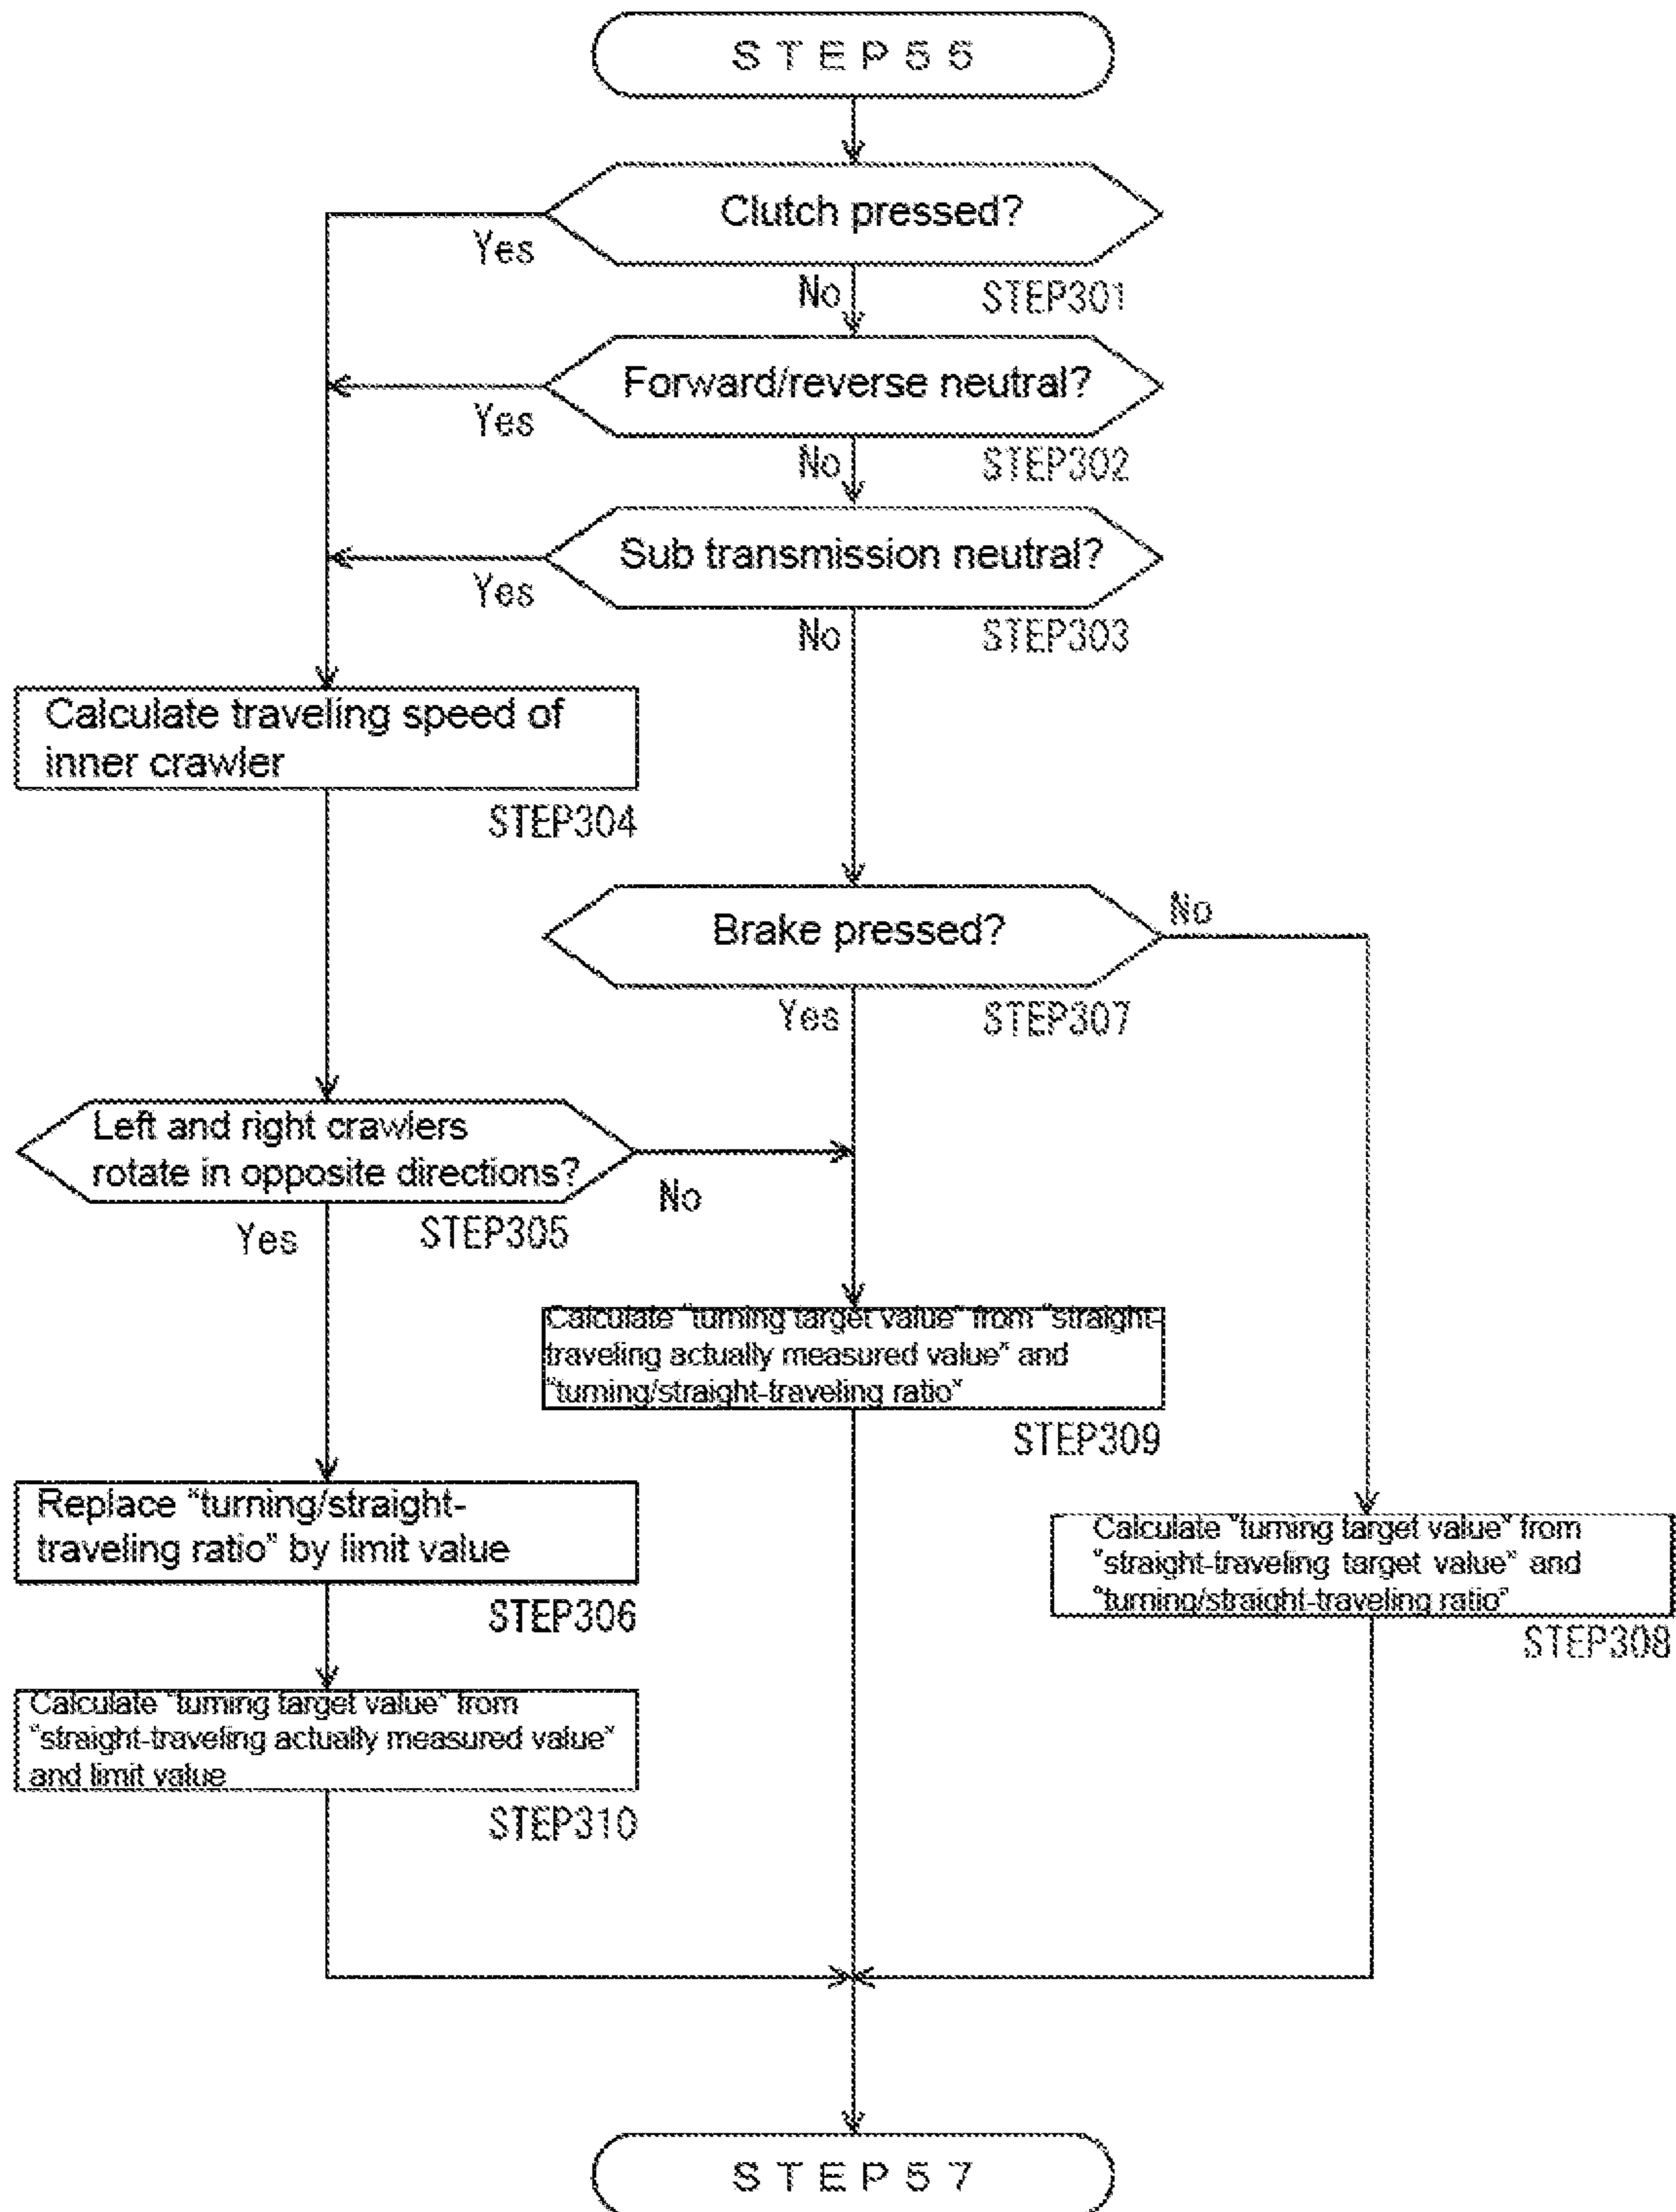 STEP55
Clutch pressed?
Yes
No
STEP301
Forward/reverse neutral?
Yes
No
STEP302
Sub transmission neutral?
Yes
No
STEP303
Calculate traveling speed of
inner crawler
STEP304
Brake pressed?
No
Yes
STEP307
Left and right crawlers
rotate in opposite directions?
No
Yes
STEP305
Calculate "turning target value" from "straight-
traveling actually measured value" and
"turning/straight-traveling ratio"
STEP309
Replace "turning/straight-
traveling ratio" by limit value
STEP306
Calculate "turning target value" from
"straight-traveling target value" and
"turning/straight-traveling ratio"
STEP308
Calculate "turning target value" from
"straight-traveling actually measured value"
and limit value
STEP310
STEP57